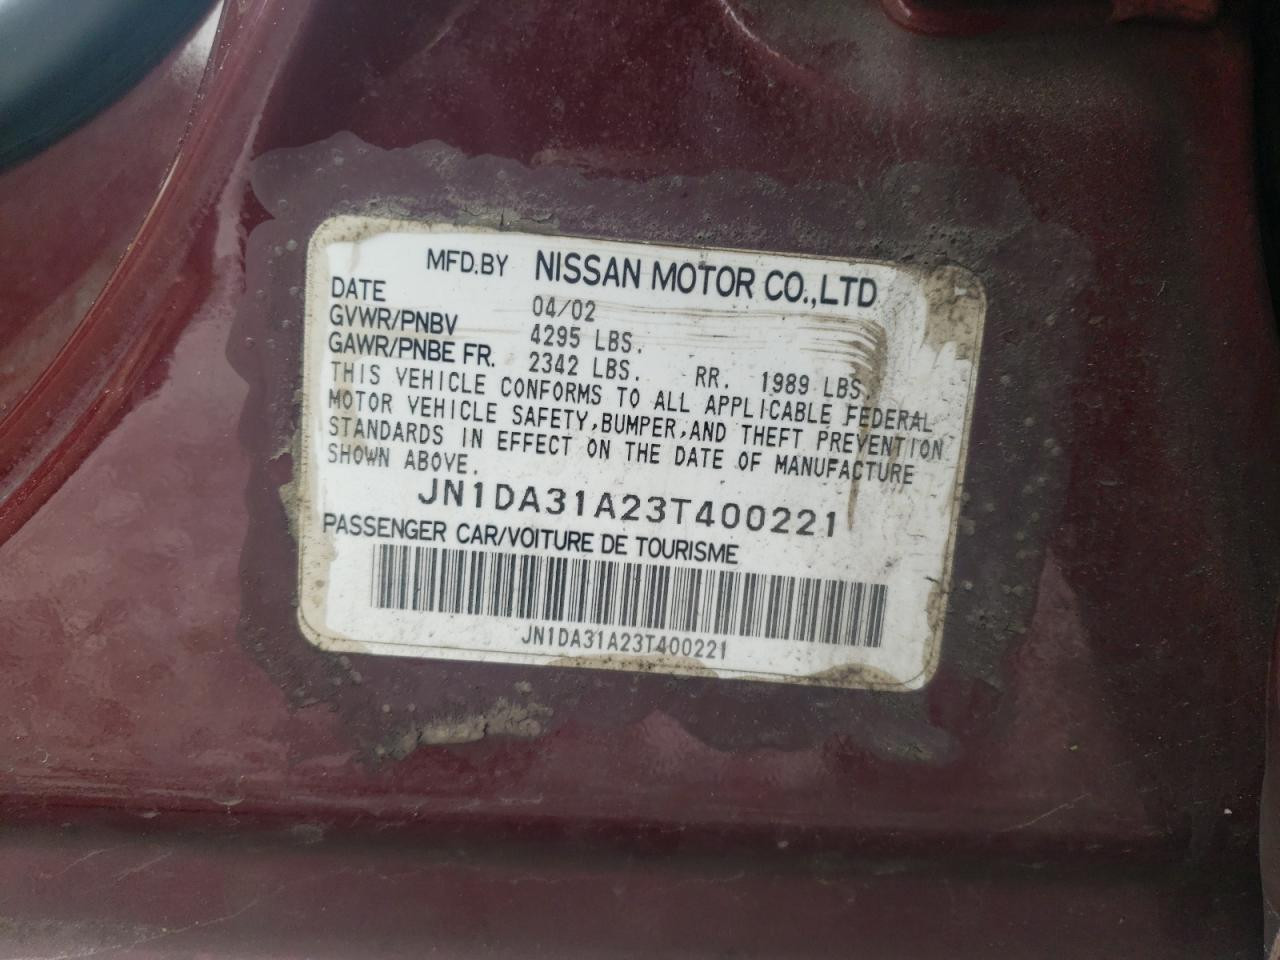 MFD.BY NISSAN MOTOR CO.,LTD
DATE 04/02
GVWR/PNBV 4295 LBS.
GAWR/PNBE FR. 2342 LBS. RR. 1989 LBS
THIS VEHICLE CONFORMS TO ALL APPLICABLE FEDERAL
MOTOR VEHICLE SAFETY,BUMPER,AND THEFT PREVENTION
STANDARDS IN EFFECT ON THE DATE OF MANUFACTURE
SHOWN ABOVE.
JN1DA31A23T400221
PASSENGER CAR/VOITURE DE TOURISME
JN1DA31A23T400221